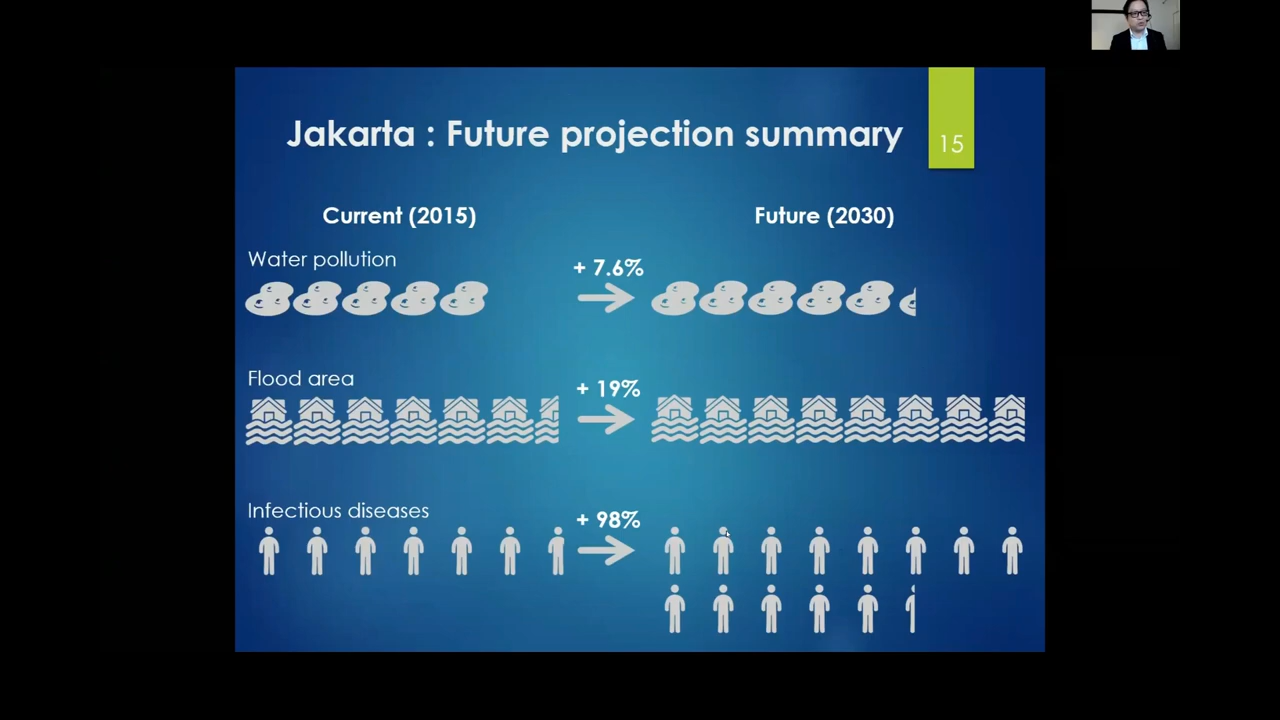 Jakarta : Future projection summary
15
Current (2015)
Future (2030)
Water pollution
+ 7.6%
Flood area
+ 19%
Infectious diseases
+ 98%